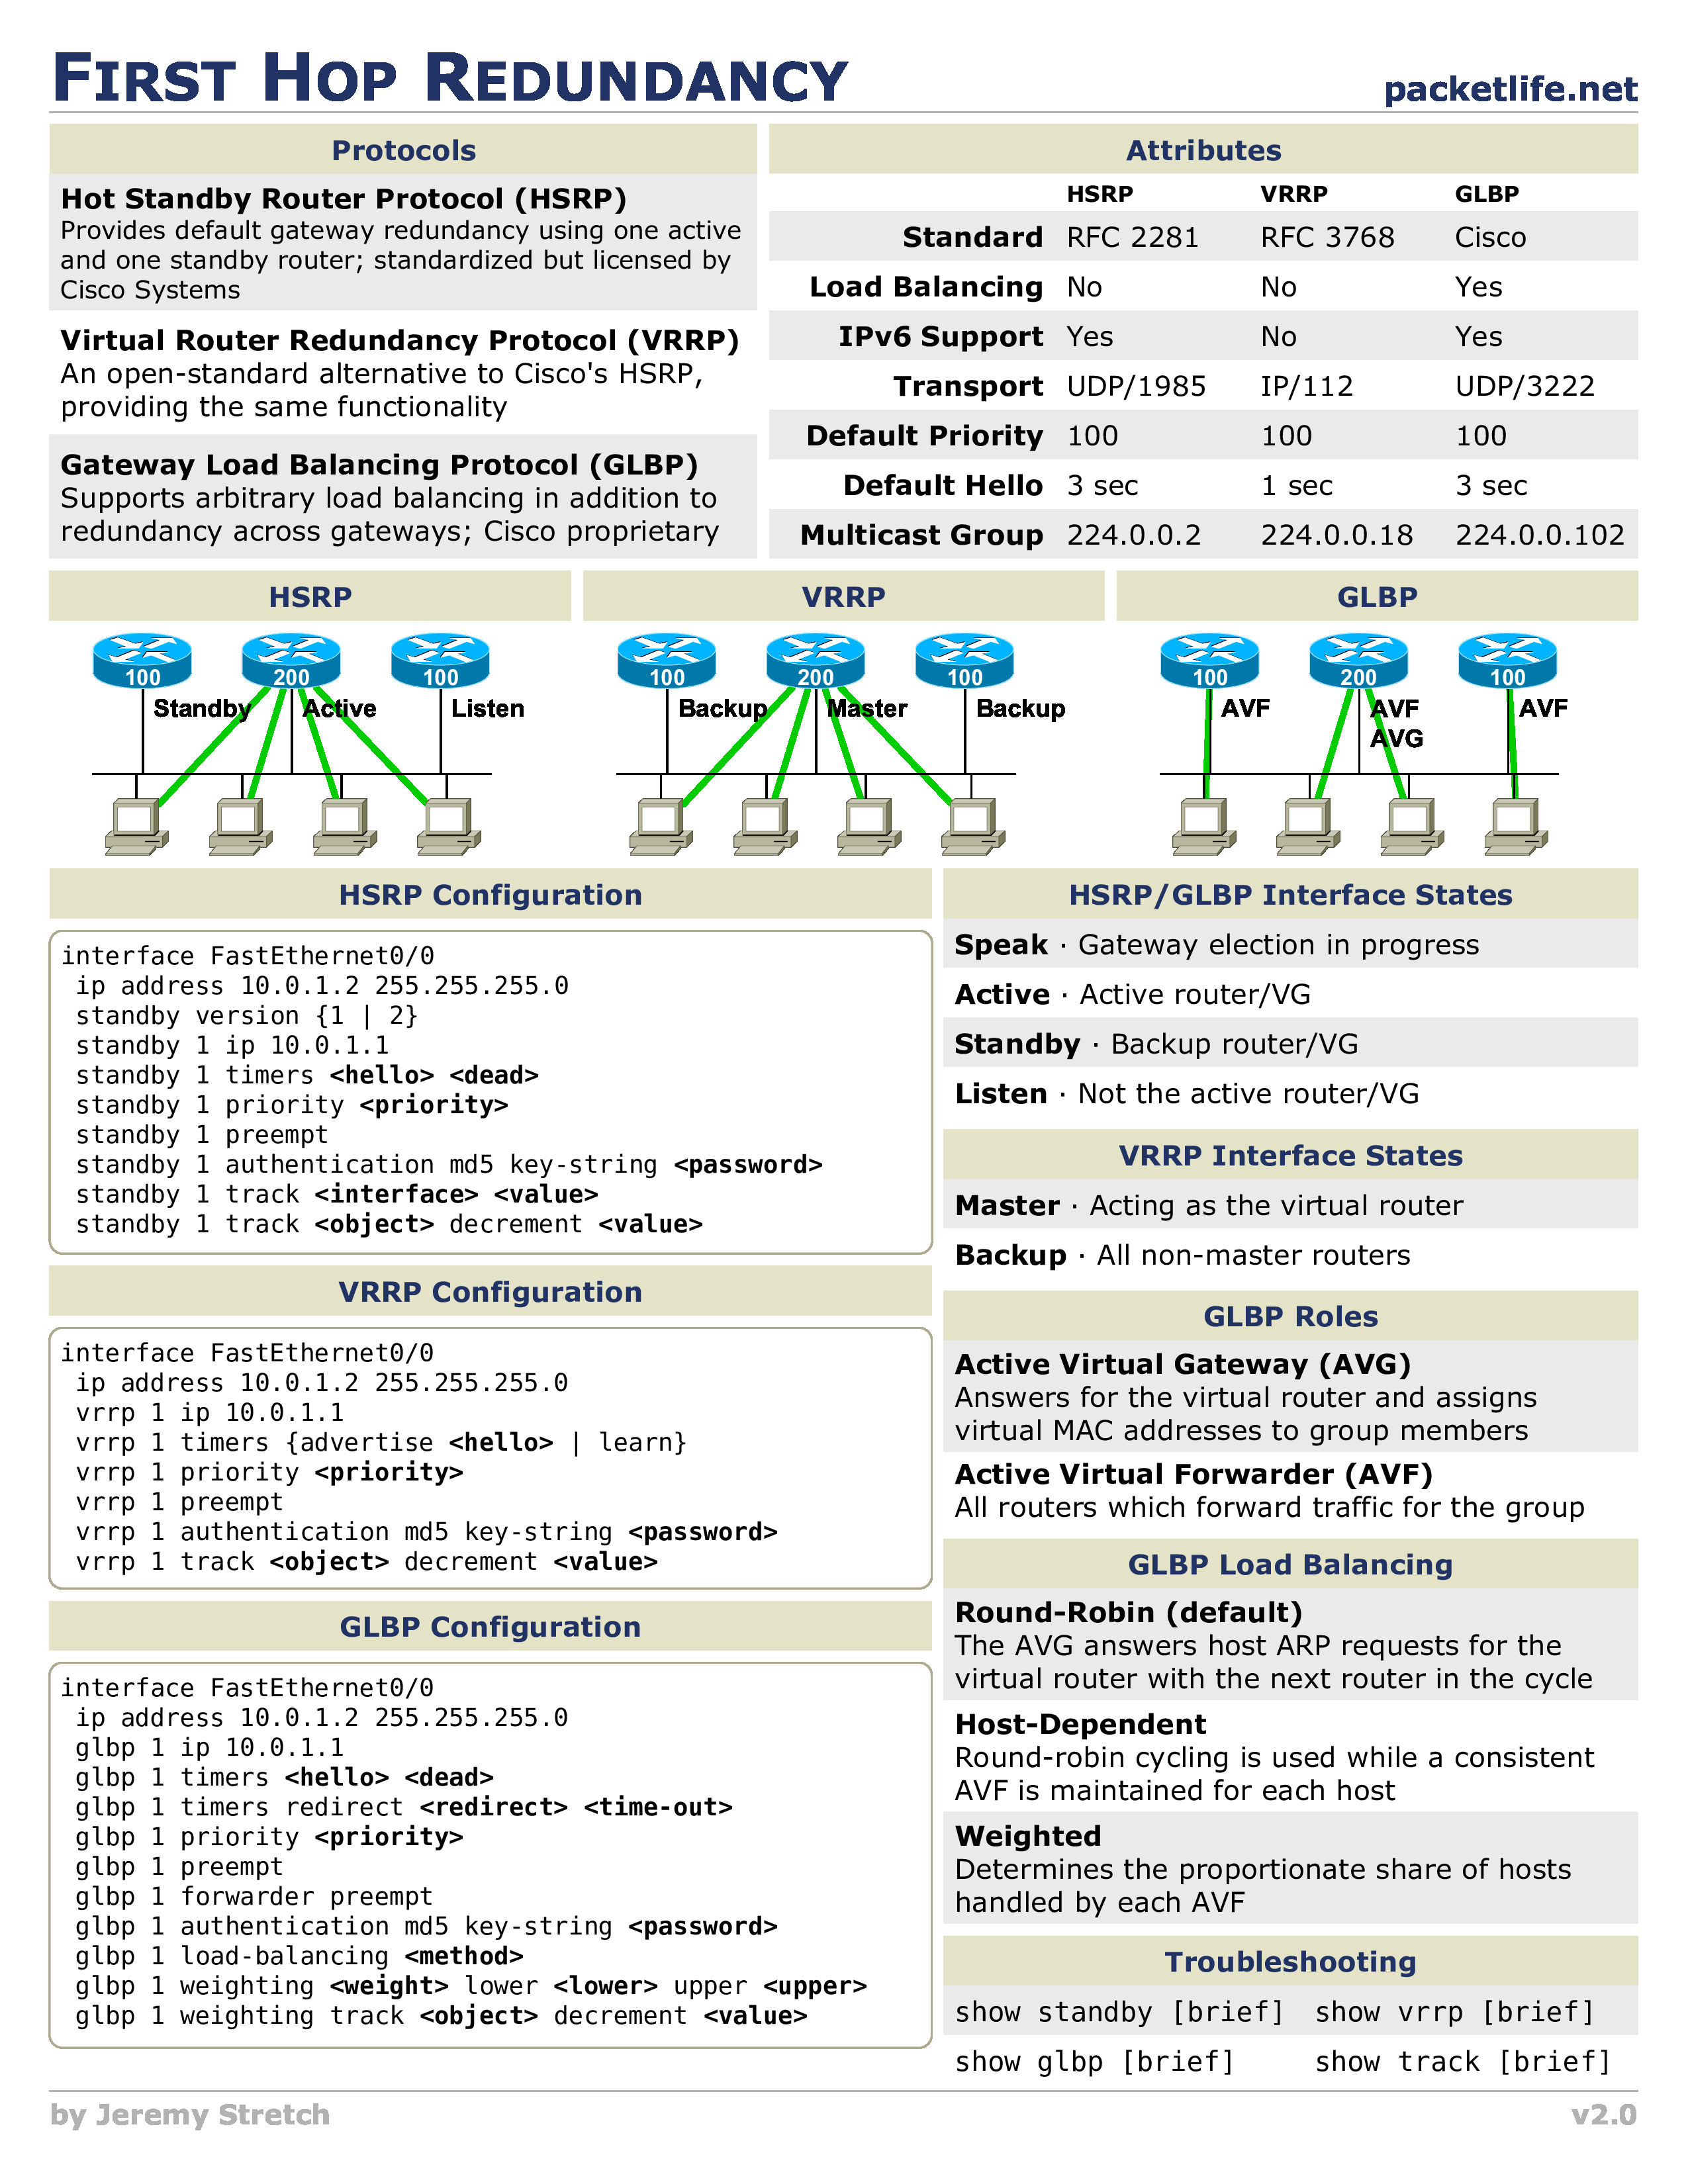 FIRST HOP REDUNDANCY
packetlife.net
Protocols
Hot Standby Router Protocol (HSRP)
Provides default gateway redundancy using one active
and one standby router; standardized but licensed by
Cisco Systems
Virtual Router Redundancy Protocol (VRRP)
An open-standard alternative to Cisco's HSRP,
providing the same functionality
Gateway Load Balancing Protocol (GLBP)
Supports arbitrary load balancing in addition to
redundancy across gateways; Cisco proprietary
Attributes
HSRP VRRP GLBP
Standard RFC 2281 RFC 3768 Cisco
Load Balancing No No Yes
IPv6 Support Yes No Yes
Transport UDP/1985 IP/112 UDP/3222
Default Priority 100 100 100
Default Hello 3 sec 1 sec 3 sec
Multicast Group 224.0.0.2 224.0.0.18 224.0.0.102
HSRP
100 200 100
Standby Active Listen
VRRP
100 200 100
Backup Master Backup
GLBP
100 200 100
AVF AVF AVF
AVG
HSRP Configuration
interface FastEthernet0/0
 ip address 10.0.1.2 255.255.255.0
 standby version {1 | 2}
 standby 1 ip 10.0.1.1
 standby 1 timers <hello> <dead>
 standby 1 priority <priority>
 standby 1 preempt
 standby 1 authentication md5 key-string <password>
 standby 1 track <interface> <value>
 standby 1 track <object> decrement <value>
VRRP Configuration
interface FastEthernet0/0
 ip address 10.0.1.2 255.255.255.0
 vrrp 1 ip 10.0.1.1
 vrrp 1 timers {advertise <hello> | learn}
 vrrp 1 priority <priority>
 vrrp 1 preempt
 vrrp 1 authentication md5 key-string <password>
 vrrp 1 track <object> decrement <value>
GLBP Configuration
interface FastEthernet0/0
 ip address 10.0.1.2 255.255.255.0
 glbp 1 ip 10.0.1.1
 glbp 1 timers <hello> <dead>
 glbp 1 timers redirect <redirect> <time-out>
 glbp 1 priority <priority>
 glbp 1 preempt
 glbp 1 forwarder preempt
 glbp 1 authentication md5 key-string <password>
 glbp 1 load-balancing <method>
 glbp 1 weighting <weight> lower <lower> upper <upper>
 glbp 1 weighting track <object> decrement <value>
HSRP/GLBP Interface States
Speak · Gateway election in progress
Active · Active router/VG
Standby · Backup router/VG
Listen · Not the active router/VG
VRRP Interface States
Master · Acting as the virtual router
Backup · All non-master routers
GLBP Roles
Active Virtual Gateway (AVG)
Answers for the virtual router and assigns
virtual MAC addresses to group members
Active Virtual Forwarder (AVF)
All routers which forward traffic for the group
GLBP Load Balancing
Round-Robin (default)
The AVG answers host ARP requests for the
virtual router with the next router in the cycle
Host-Dependent
Round-robin cycling is used while a consistent
AVF is maintained for each host
Weighted
Determines the proportionate share of hosts
handled by each AVF
Troubleshooting
show standby [brief] show vrrp [brief]
show glbp [brief] show track [brief]
by Jeremy Stretch
v2.0